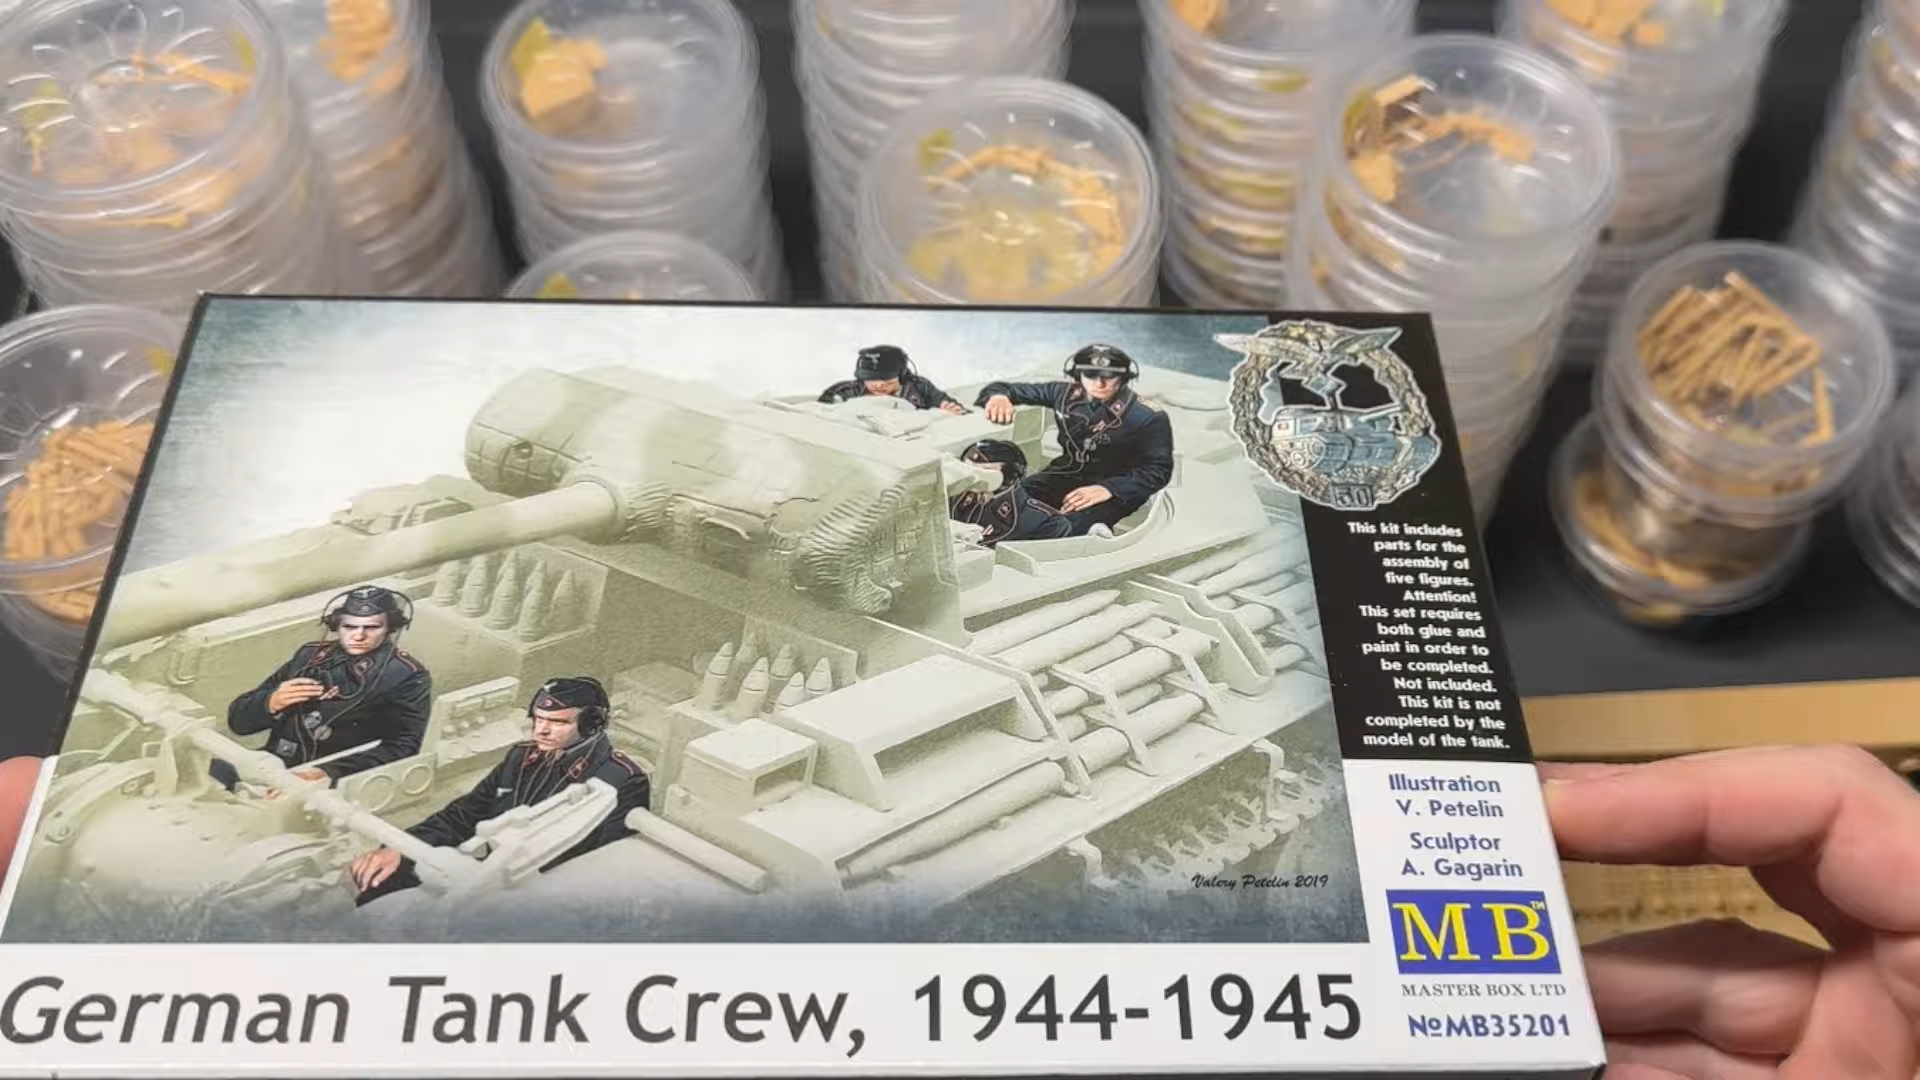 50
This kit includes
parts for the
assembly of
five figures.
Attention!
This set requires
both glue and
paint in order to
be completed.
Not included.
This kit is not
completed by the
model of the tank.
Illustration
V. Petelin
Sculptor
A. Gagarin
Valery Petelin 2019
MB™
MASTER BOX LTD
№MB35201
German Tank Crew, 1944-1945